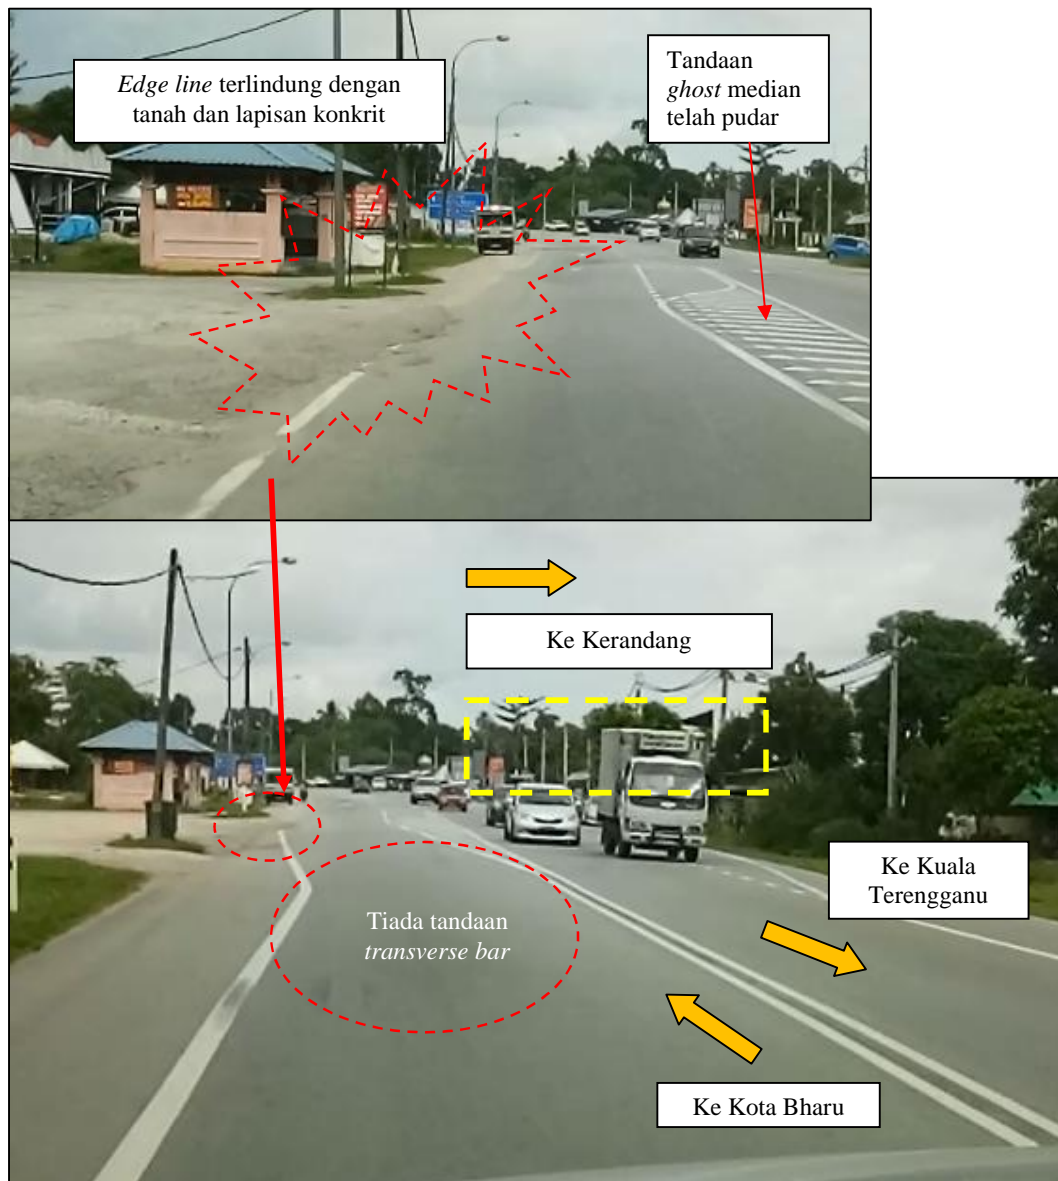 Edge line terlindung dengan
tanah dan lapisan konkrit
Tandaan
ghost median
telah pudar
Ke Kerandang
Ke Kuala
Terengganu
Tiada tandaan
transverse bar
Ke Kota Bharu